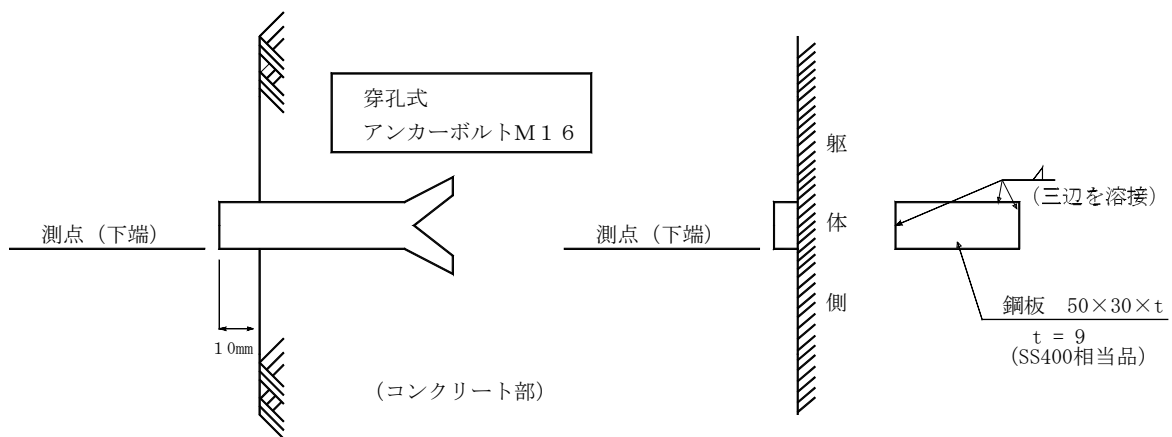 穿孔式
アンカーボルトM16
測点(下端)
10㎜
(コンクリート部)
測点(下端)
躯
体
側
(三辺を溶接)
鋼板 50×30×t
t = 9
(SS400相当品)